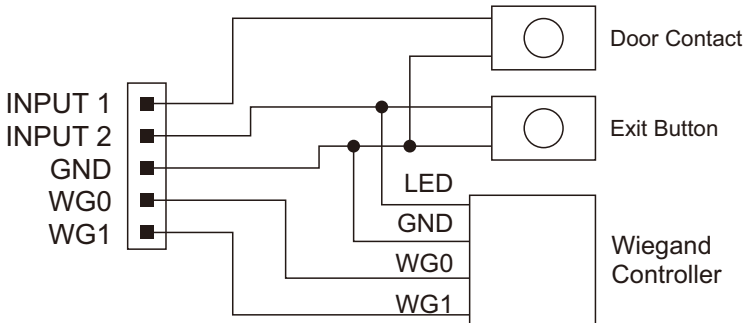 Door Contact
INPUT 1
INPUT 2
GND
WG0
WG1
Exit Button
LED
GND
WG0
WG1
Wiegand
Controller